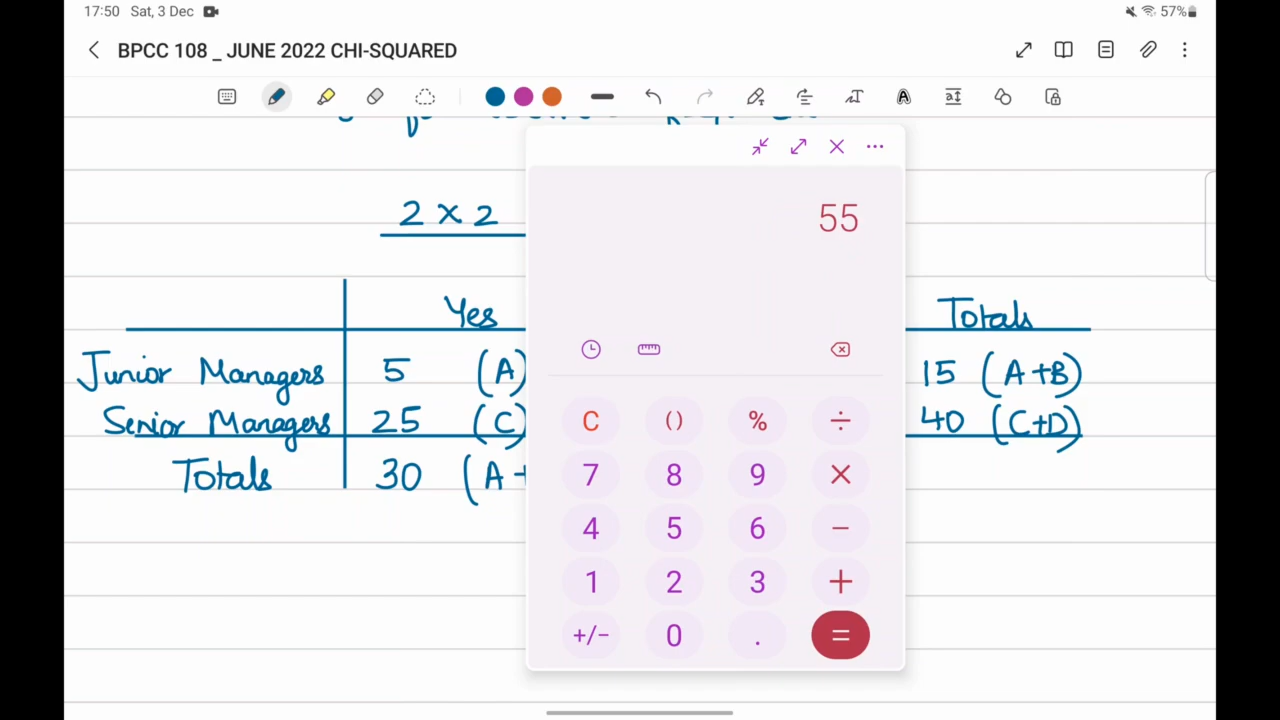 17:50 Sat, 3 Dec 57%
BPCC 108 _ JUNE 2022 CHI-SQUARED
2 x 2
55
Yes Totals
Junior Managers 5 (A) 15 (A+B)
Senior Managers 25 (C) 40 (C+D)
Totals 30 (A+
C ( ) % ÷
7 8 9 ×
4 5 6 −
1 2 3 +
+/− 0 . =